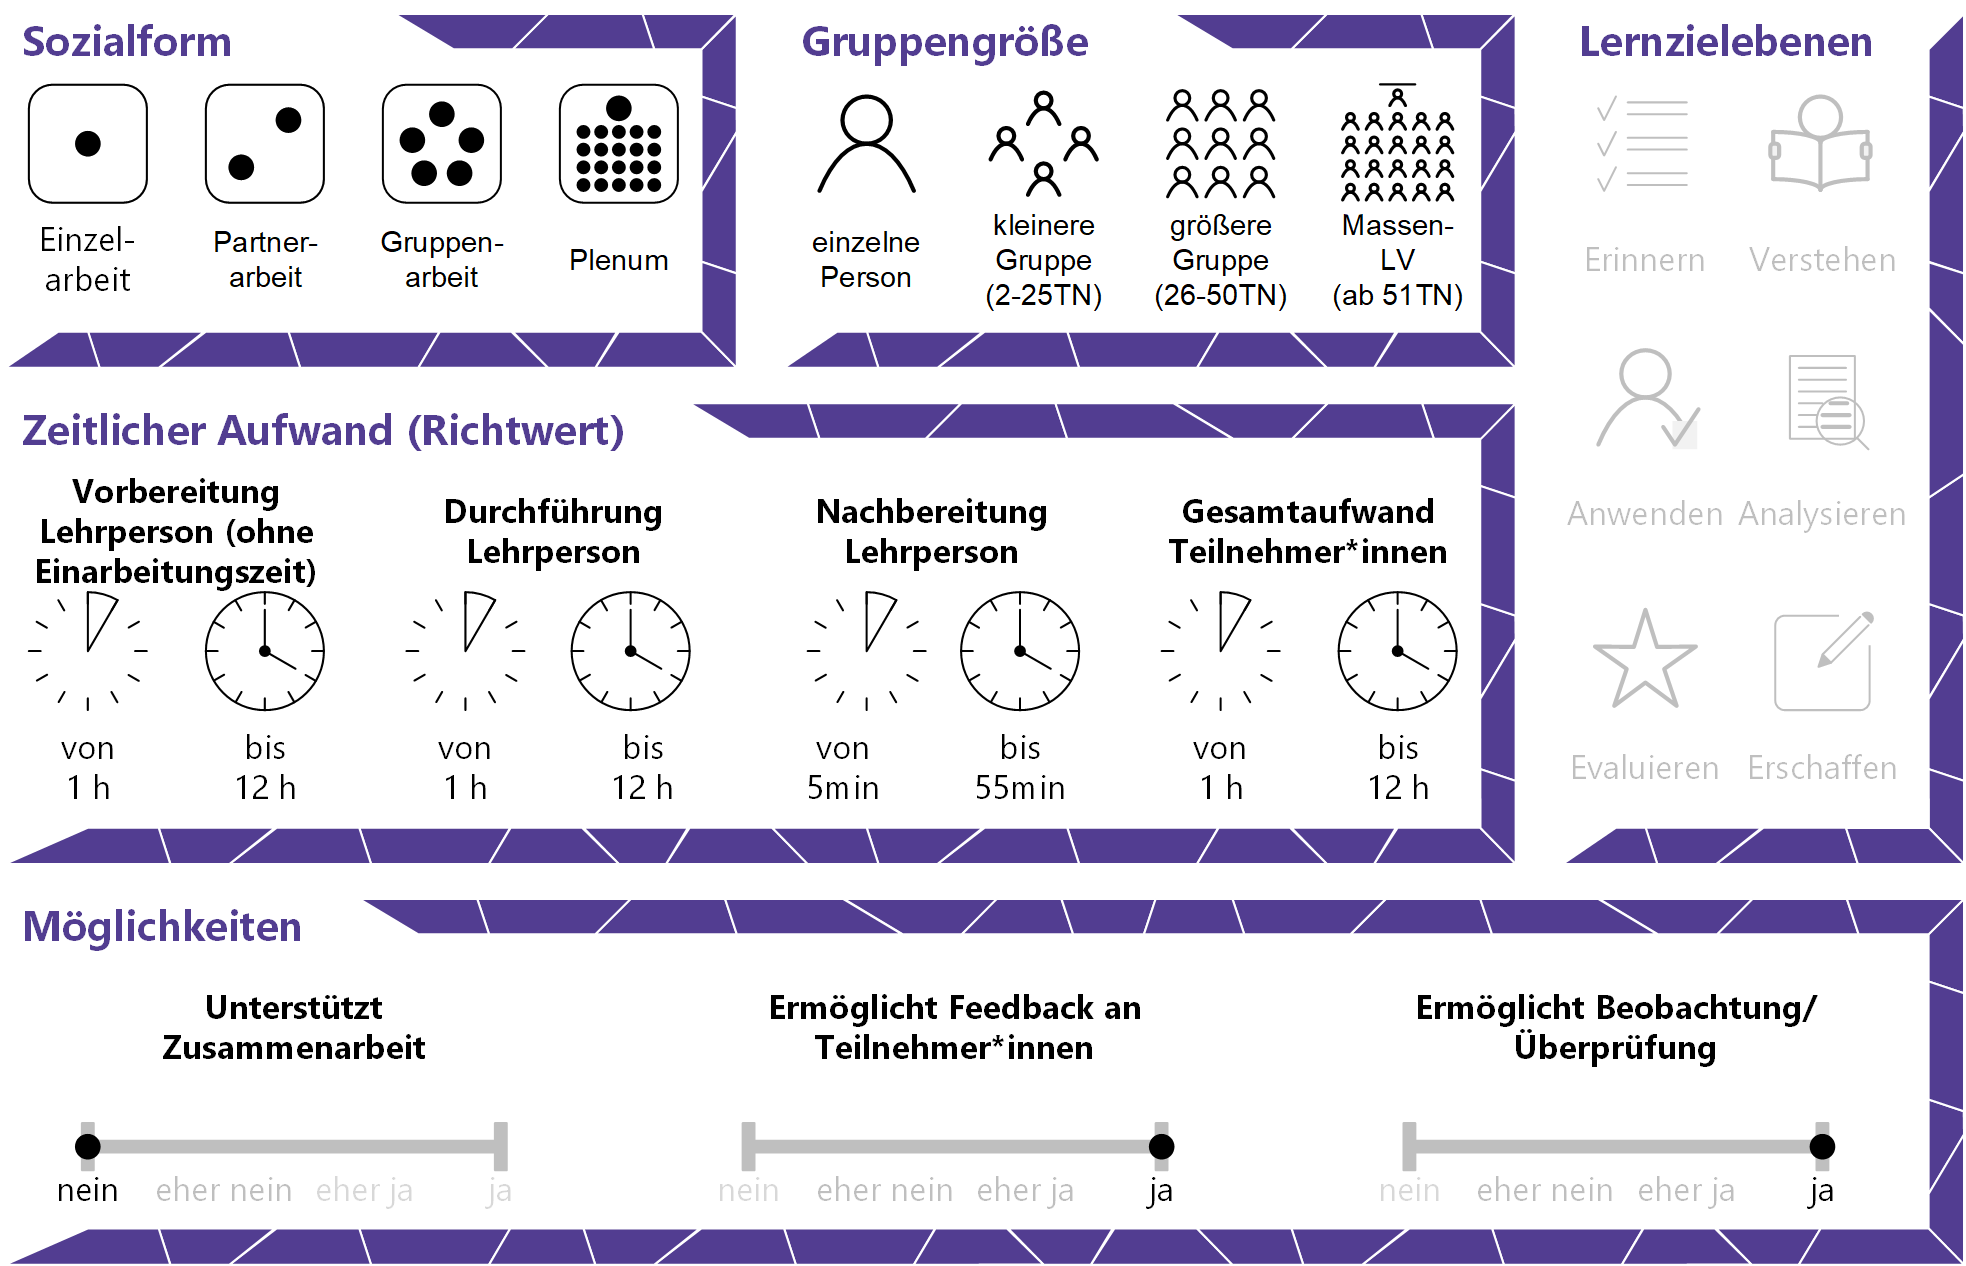 Sozialform
Einzel-
arbeit
Partner-
arbeit
Gruppen-
arbeit
Plenum
Gruppengröße
einzelne
Person
kleinere
Gruppe
(2-25TN)
größere
Gruppe
(26-50TN)
Massen-
LV
(ab 51TN)
Lernzielebenen
Erinnern
Verstehen
Anwenden
Analysieren
Evaluieren
Erschaffen
Zeitlicher Aufwand (Richtwert)
Vorbereitung
Lehrperson (ohne
Einarbeitungszeit)
von
1 h
bis
12 h
Durchführung
Lehrperson
von
1 h
bis
12 h
Nachbereitung
Lehrperson
von
5min
bis
55min
Gesamtaufwand
Teilnehmer*innen
von
1 h
bis
12 h
Möglichkeiten
Unterstützt
Zusammenarbeit
nein eher nein eher ja ja
Ermöglicht Feedback an
Teilnehmer*innen
nein eher nein eher ja ja
Ermöglicht Beobachtung/
Überprüfung
nein eher nein eher ja ja